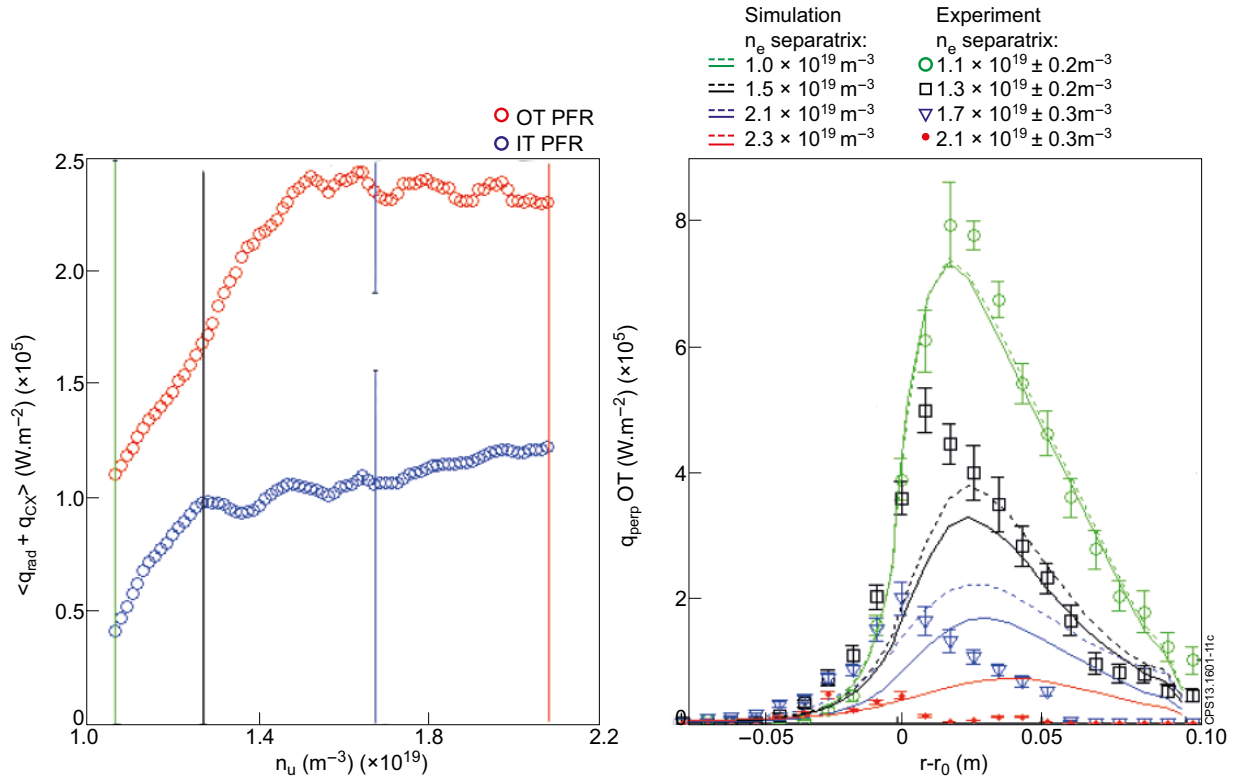 Simulation
n_e separatrix:
1.0 × 10^19 m^−3
1.5 × 10^19 m^−3
2.1 × 10^19 m^−3
2.3 × 10^19 m^−3
Experiment
n_e separatrix:
1.1 × 10^19 ± 0.2m^−3
1.3 × 10^19 ± 0.2m^−3
1.7 × 10^19 ± 0.3m^−3
2.1 × 10^19 ± 0.3m^−3
OT PFR
IT PFR
<q_rad + q_CX> (W.m^−2) (×10^5)
2.5
2.0
1.5
1.0
0.5
0
1.0
1.4
1.8
2.2
n_u (m^−3) (×10^19)
q_perp OT (W.m^−2) (×10^5)
8
6
4
2
0
−0.05
0
0.05
0.10
r-r_0 (m)
CPS13.1601-11c